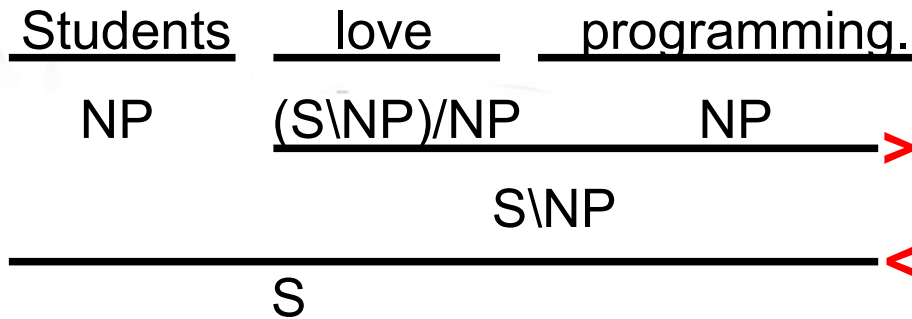 Students love programming.
NP (S\NP)/NP NP
>
S\NP
<
S